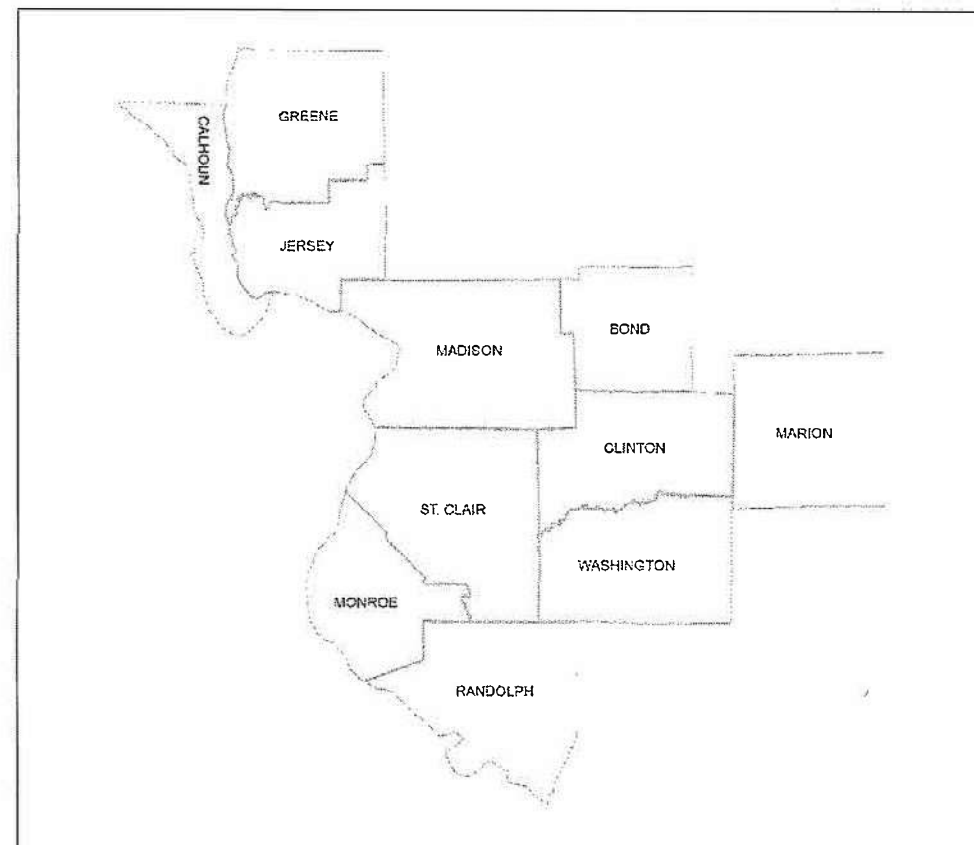 GREENE
CALHOUN
JERSEY
BOND
MADISON
MARION
CLINTON
ST. CLAIR
WASHINGTON
MONROE
RANDOLPH